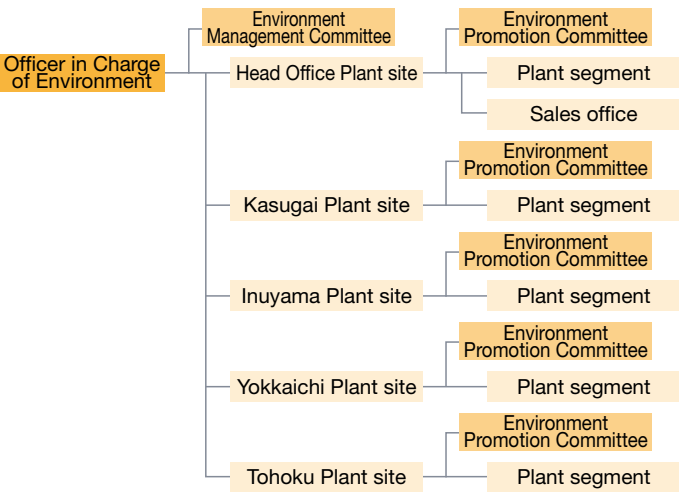 Environment
Management Committee
Environment
Promotion Committee
Officer in Charge
of Environment
Head Office Plant site
Plant segment
Sales office
Environment
Promotion Committee
Kasugai Plant site
Plant segment
Environment
Promotion Committee
Inuyama Plant site
Plant segment
Environment
Promotion Committee
Yokkaichi Plant site
Plant segment
Environment
Promotion Committee
Tohoku Plant site
Plant segment